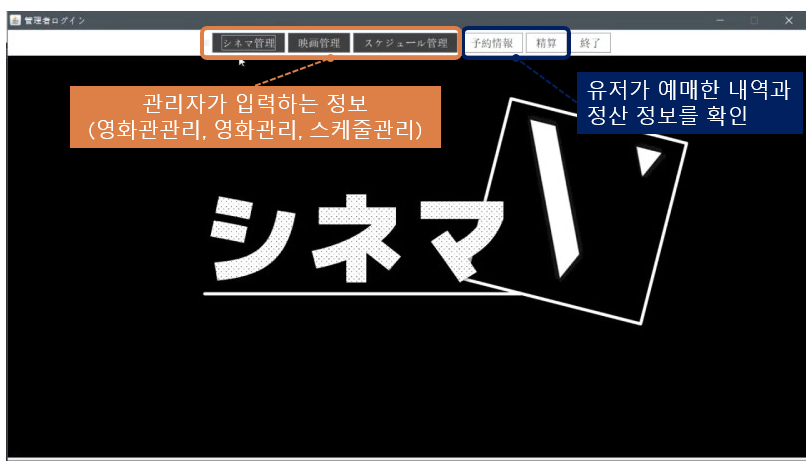 管理者ログイン
シネマ管理 映画管理 スケジュール管理 予約情報 精算 終了
관리자가 입력하는 정보
(영화관관리, 영화관리, 스케줄관리)
유저가 예매한 내역과
정산 정보를 확인
シネマ